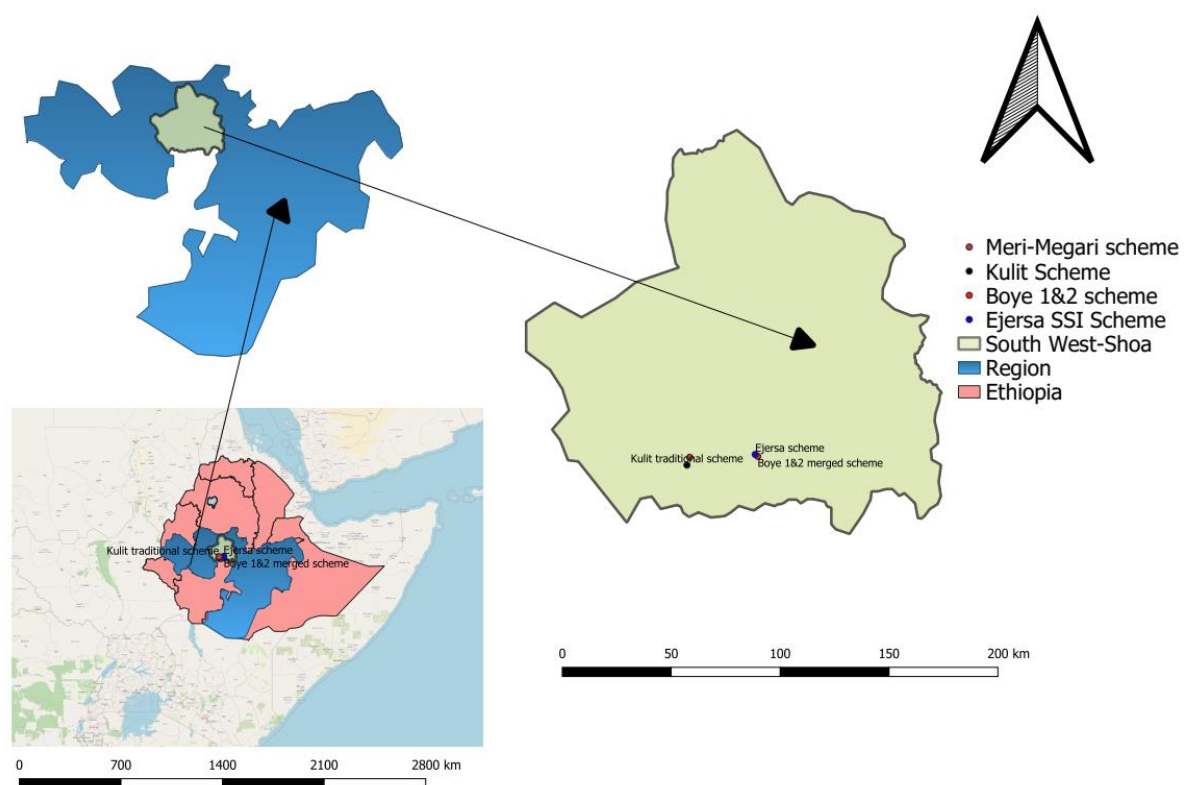 Meri-Megari scheme
Kulit Scheme
Boye 1&2 scheme
Ejersa SSI Scheme
South West-Shoa
Region
Ethiopia
Ejersa scheme
Kulit traditional scheme
Boye 1&2 merged scheme
Kulit traditional scheme
Ejersa scheme
Boye 1&2 merged scheme
0 50 100 150 200 km
0 700 1400 2100 2800 km